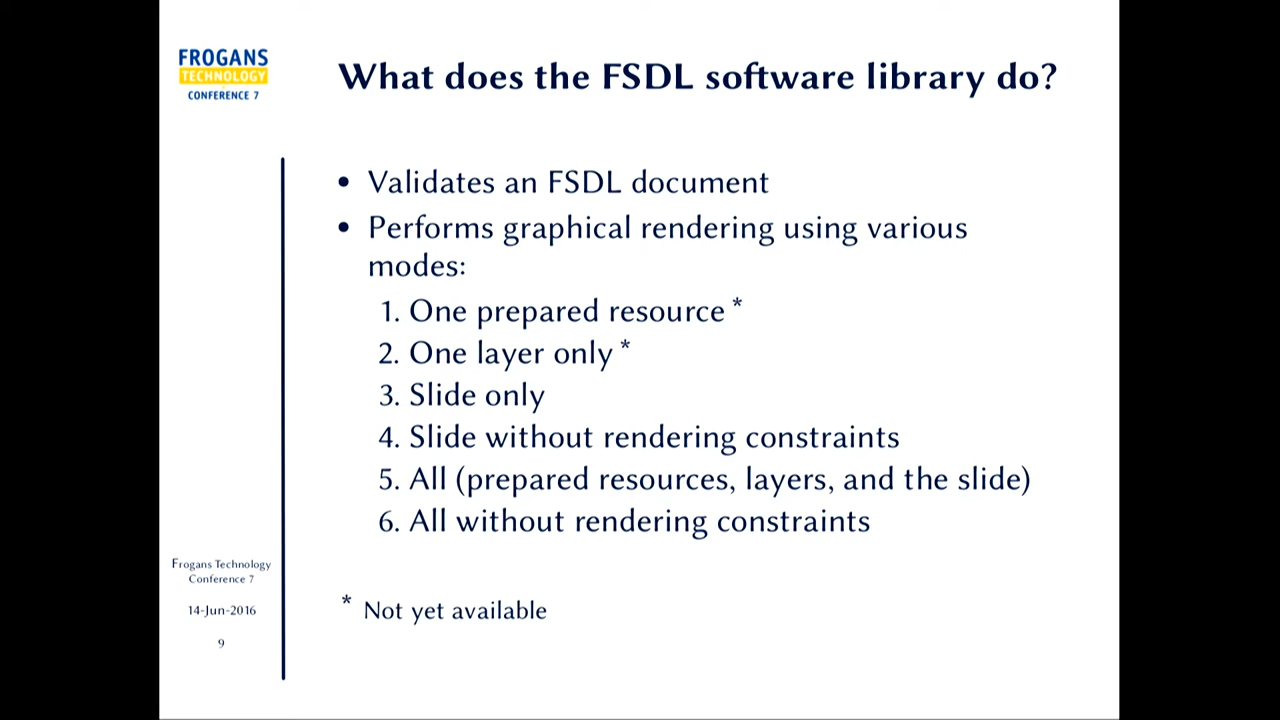 FROGANS
TECHNOLOGY
CONFERENCE 7
What does the FSDL software library do?
• Validates an FSDL document
• Performs graphical rendering using various
modes:
1. One prepared resource *
2. One layer only *
3. Slide only
4. Slide without rendering constraints
5. All (prepared resources, layers, and the slide)
6. All without rendering constraints
* Not yet available
Frogans Technology
Conference 7
14-Jun-2016
9